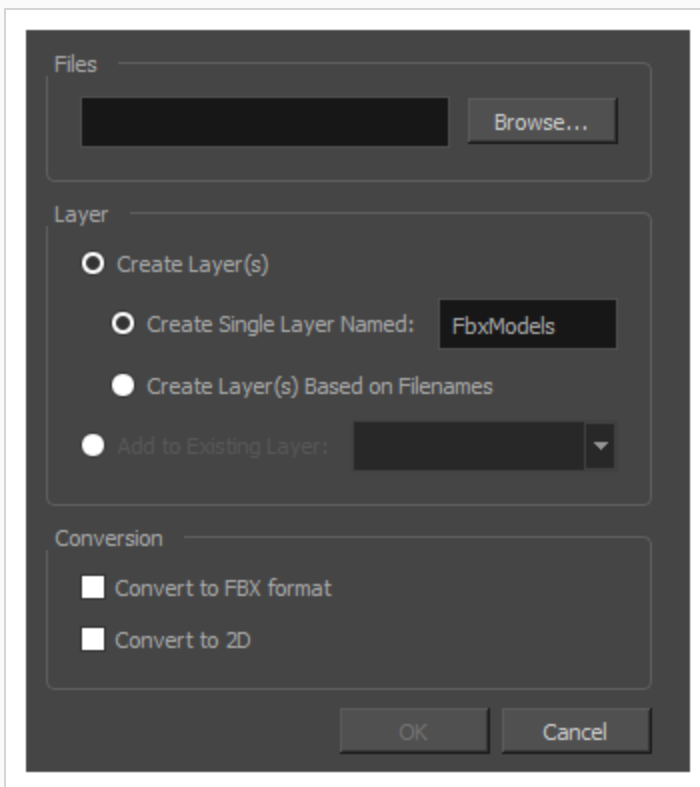 Files
Browse...
Layer
Create Layer(s)
Create Single Layer Named: FbxModels
Create Layer(s) Based on Filenames
Add to Existing Layer:
Conversion
Convert to FBX format
Convert to 2D
OK Cancel